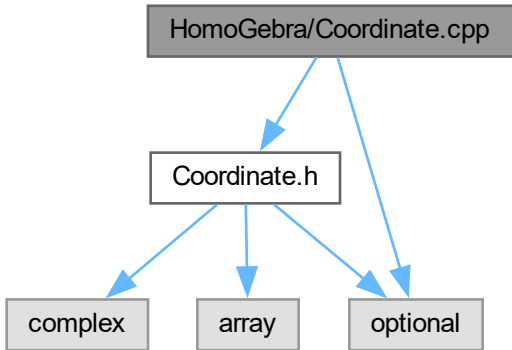 HomoGebra/Coordinate.cpp
Coordinate.h
complex
array
optional